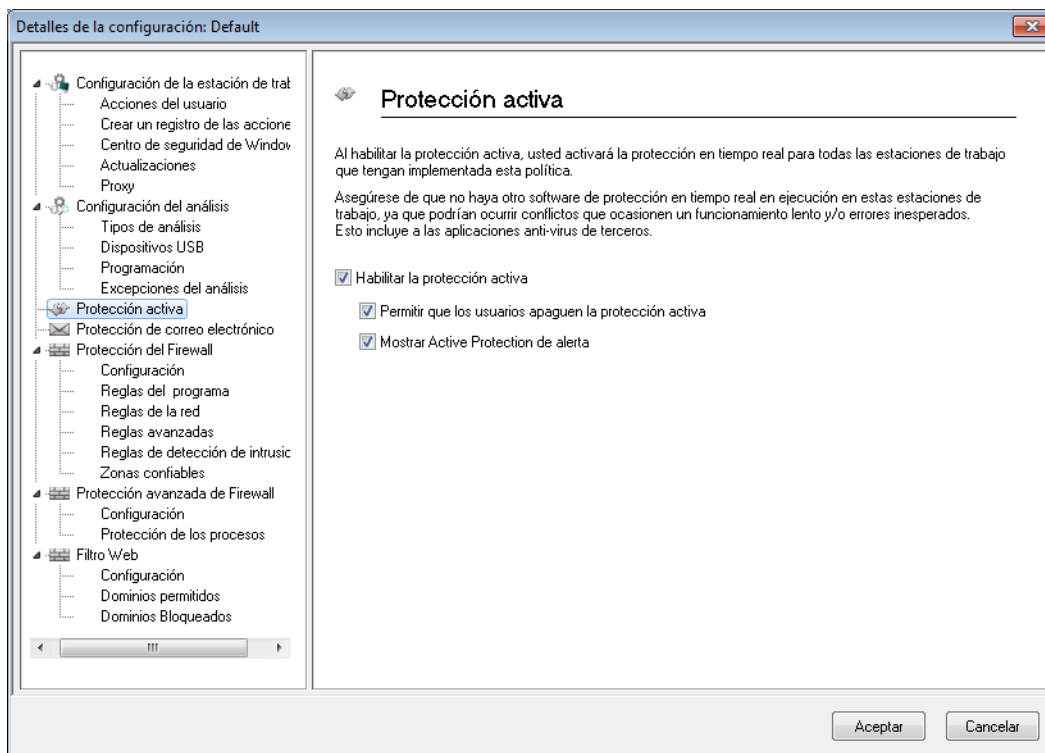 Detalles de la configuración: Default
Configuración de la estación de trab
Acciones del usuario
Crear un registro de las accione
Centro de seguridad de Window
Actualizaciones
Proxy
Configuración del análisis
Tipos de análisis
Dispositivos USB
Programación
Excepciones del análisis
Protección activa
Protección de correo electrónico
Protección del Firewall
Configuración
Reglas del programa
Reglas de la red
Reglas avanzadas
Reglas de detección de intrusic
Zonas confiables
Protección avanzada de Firewall
Configuración
Protección de los procesos
Filtro Web
Configuración
Dominios permitidos
Dominios Bloqueados
Protección activa
Al habilitar la protección activa, usted activará la protección en tiempo real para todas las estaciones de trabajo
que tengan implementada esta política.
Asegúrese de que no haya otro software de protección en tiempo real en ejecución en estas estaciones de
trabajo, ya que podrían ocurrir conflictos que ocasionen un funcionamiento lento y/o errores inesperados.
Esto incluye a las aplicaciones anti-virus de terceros.
Habilitar la protección activa
Permitir que los usuarios apaguen la protección activa
Mostrar Active Protection de alerta
Aceptar
Cancelar